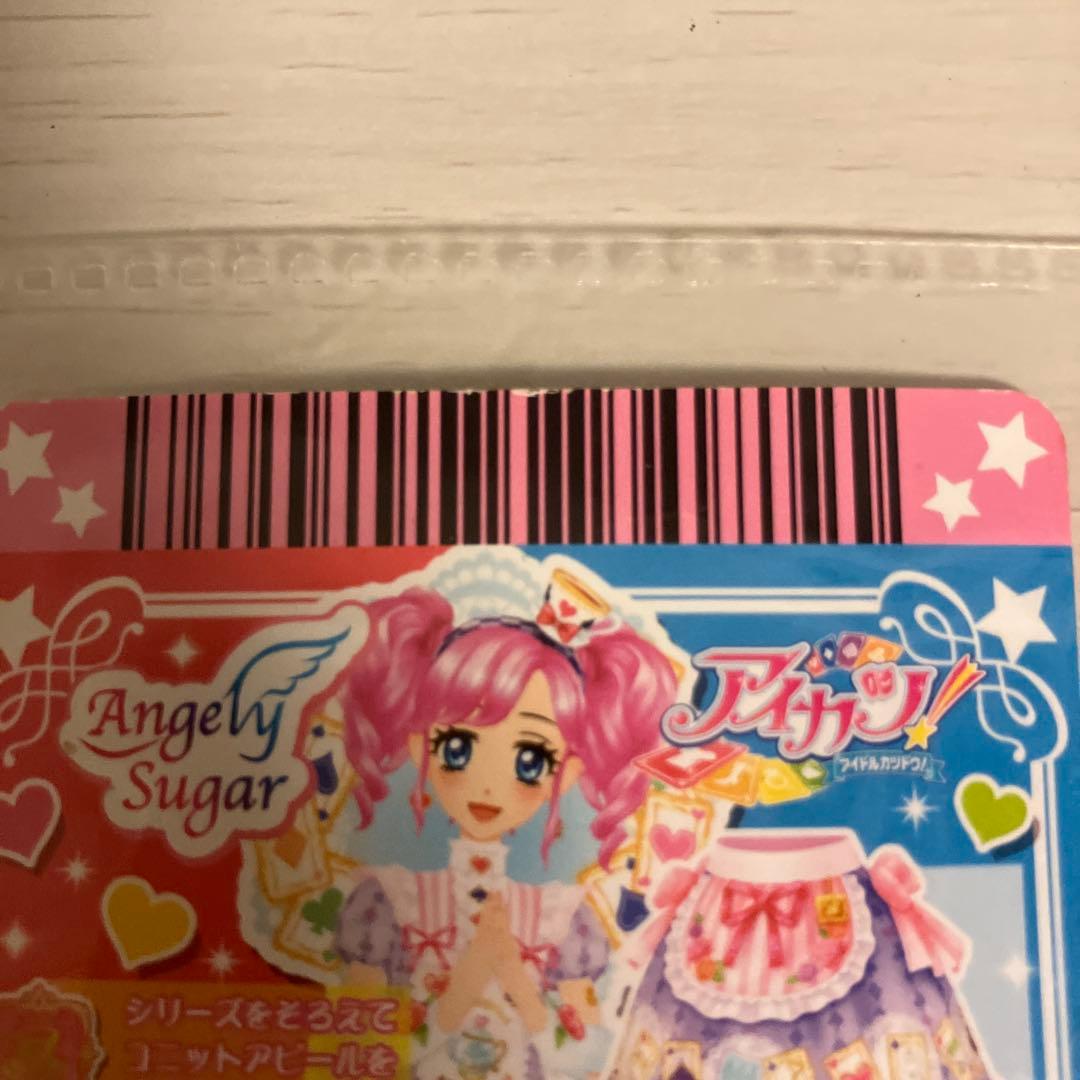 Angely
Sugar
アイカツ!
アイドルカツドウ!
シリーズをそろえて
ユニットアピールを